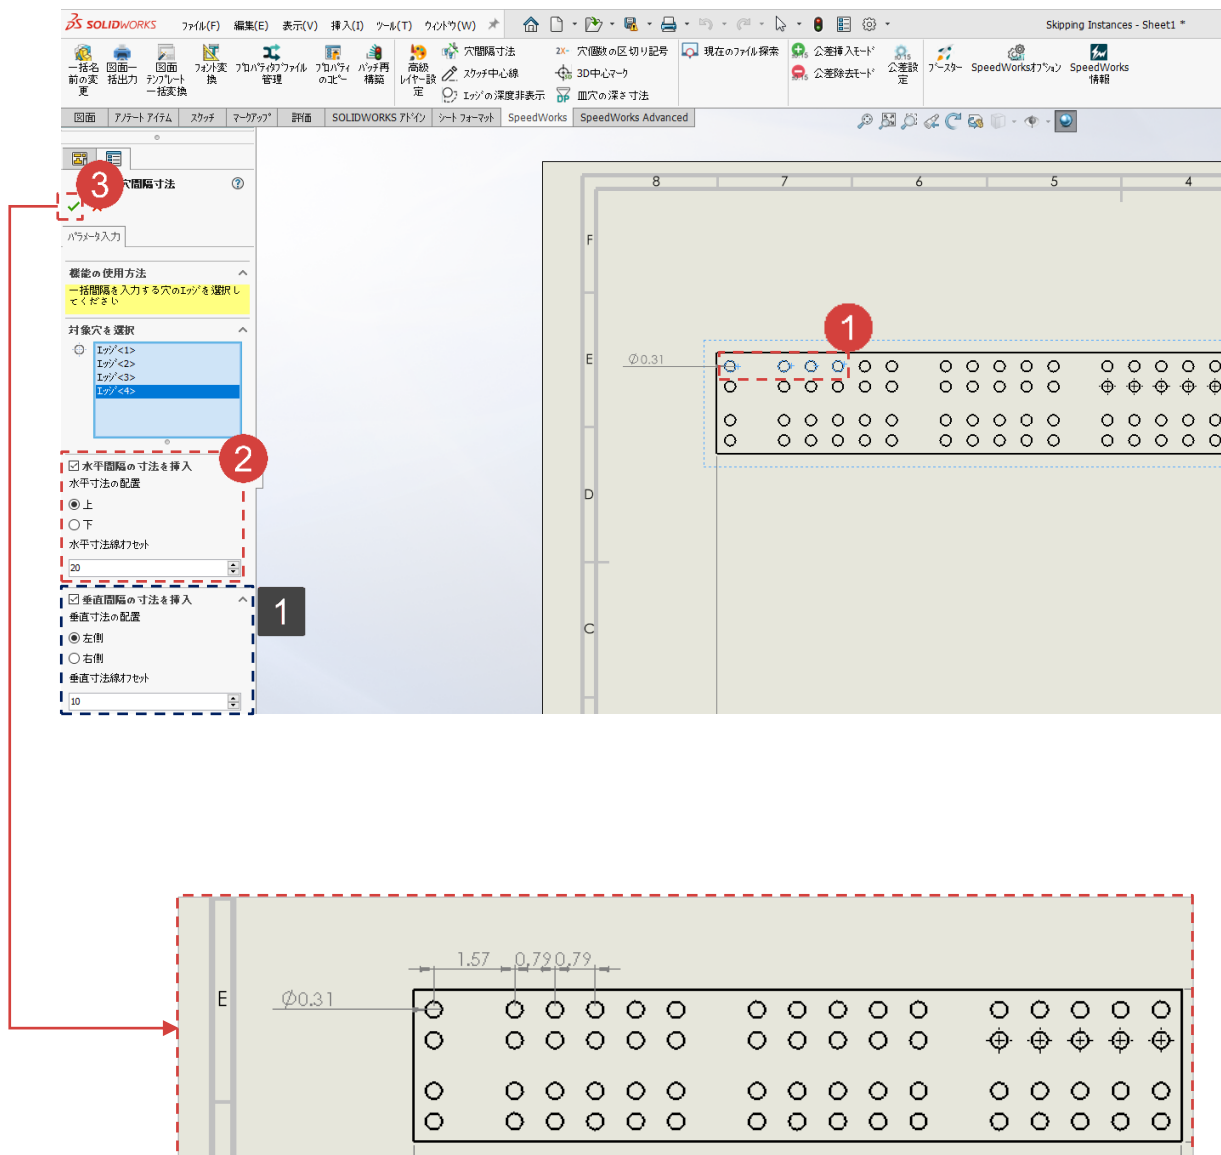 SOLIDWORKS ファイル(F) 編集(E) 表示(V) 挿入(I) ツール(T) ウィンドウ(W) Skipping Instances - Sheet1 *
一括名前の変更
図面一括出力
図面テンプレート一括変換
フォント変換
プロパティタブファイル管理
プロパティのコピー
バッチ再構築
高級レイヤー設定
穴間隔寸法
スケッチ中心線
エッジの深度非表示
2X- 穴個数の区切り記号
3D中心マーク
皿穴の深さ寸法
現在のファイル探索
公差挿入モード
公差除去モード
公差設定
ブースター
SpeedWorksオプション
SpeedWorks情報
図面 アノテート アイテム スケッチ マークアップ 評価 SOLIDWORKS アドイン シート フォーマット SpeedWorks SpeedWorks Advanced
3
穴間隔寸法
パラメータ入力
機能の使用方法
一括間隔を入力する穴のエッジを選択し
てください
対象穴を選択
エッジ<1>
エッジ<2>
エッジ<3>
エッジ<4>
2
水平間隔の寸法を挿入
水平寸法の配置
上
下
水平寸法線オフセット
20
垂直間隔の寸法を挿入
垂直寸法の配置
左側
右側
垂直寸法線オフセット
10
1
8 7 6 5 4
F
E
D
C
1
Ø0.31
1.57 0.79 0.79
E
Ø0.31